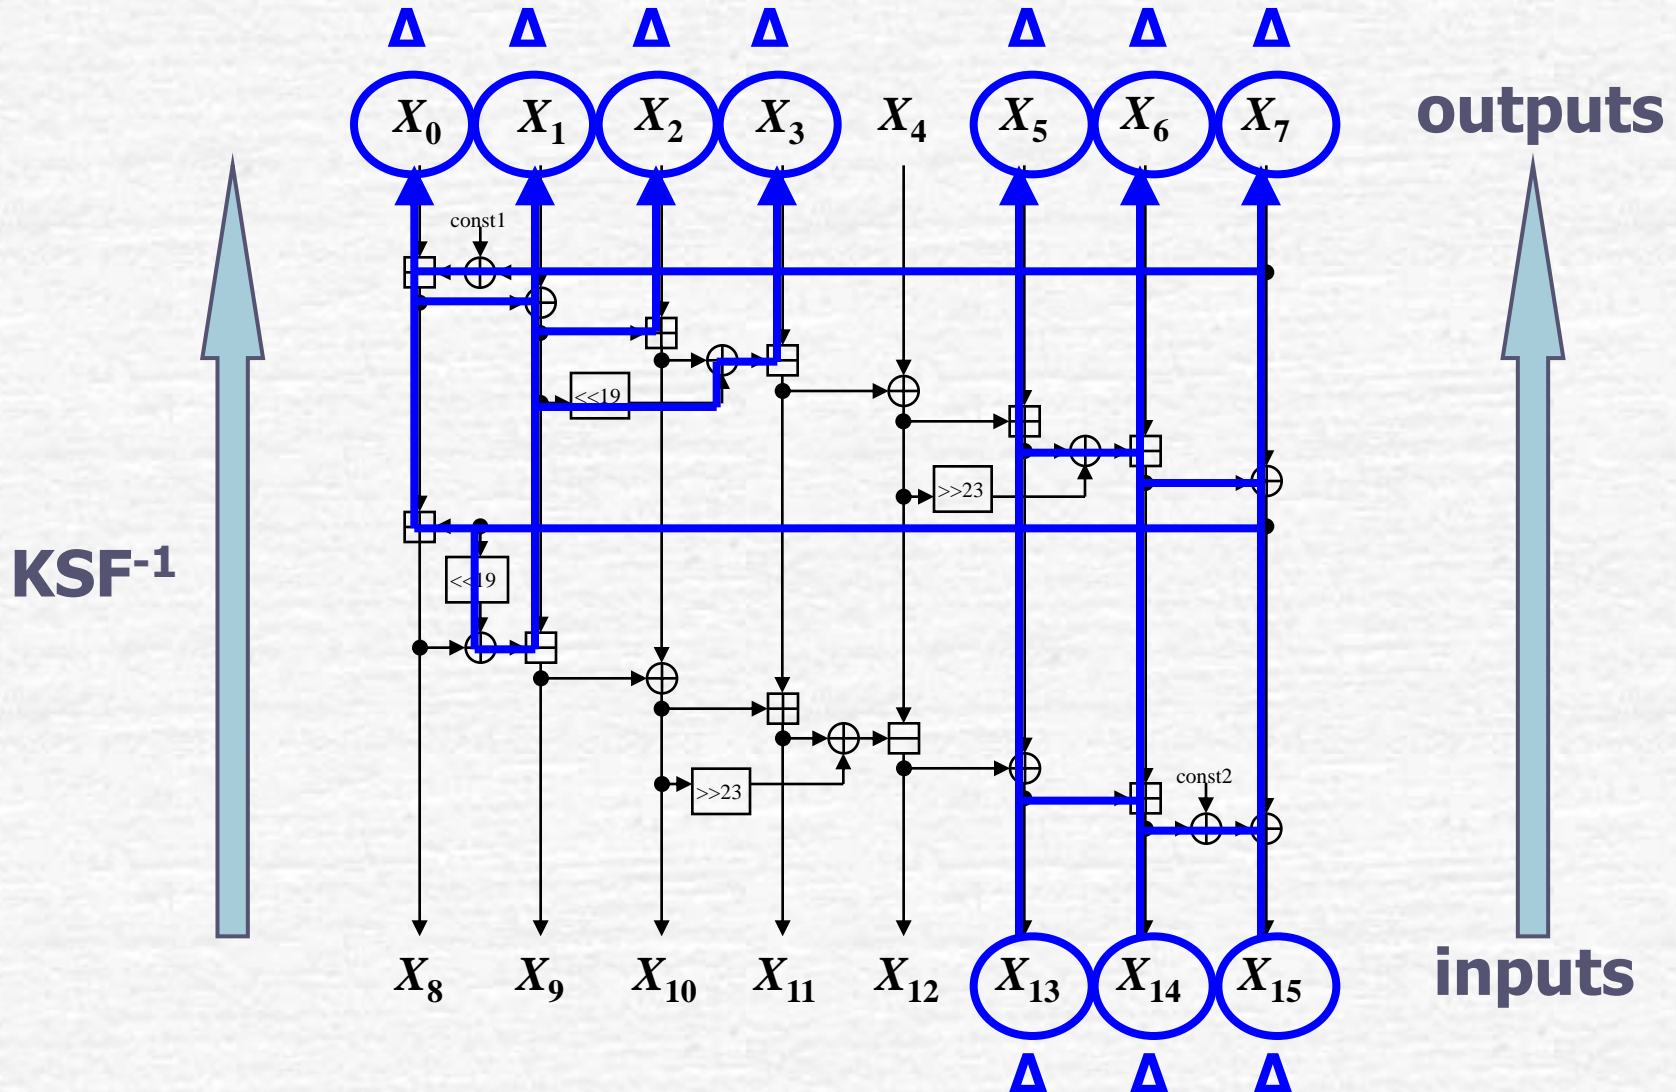 Δ Δ Δ Δ Δ Δ Δ
X₀ X₁ X₂ X₃ X₄ X₅ X₆ X₇
outputs
const1
<<19
>>23
KSF⁻¹
<<19
const2
>>23
X₈ X₉ X₁₀ X₁₁ X₁₂ X₁₃ X₁₄ X₁₅
inputs
Δ Δ Δ